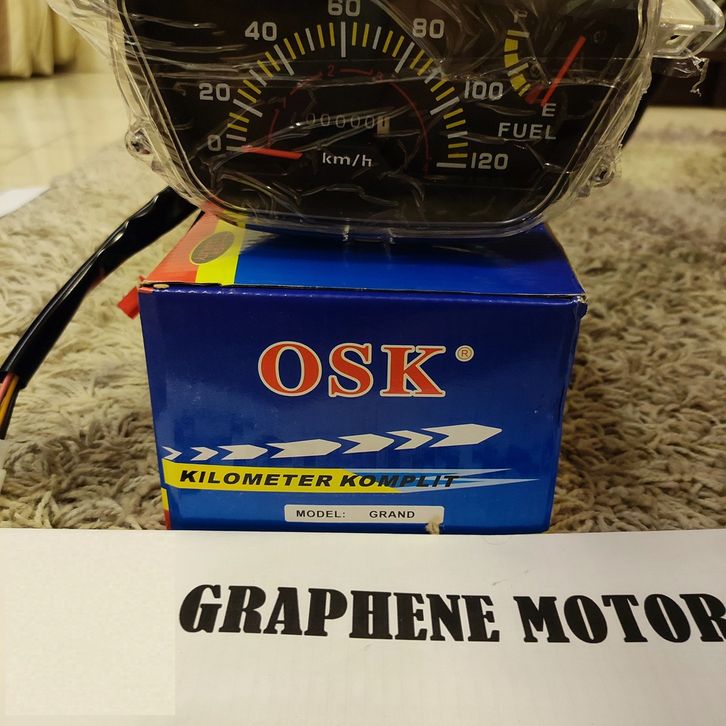 60
40
80
20
100
F
E
FUEL
0
km/h
120
OSK®
KILOMETER KOMPLIT
MODEL: GRAND
GRAPHENE MOTOR